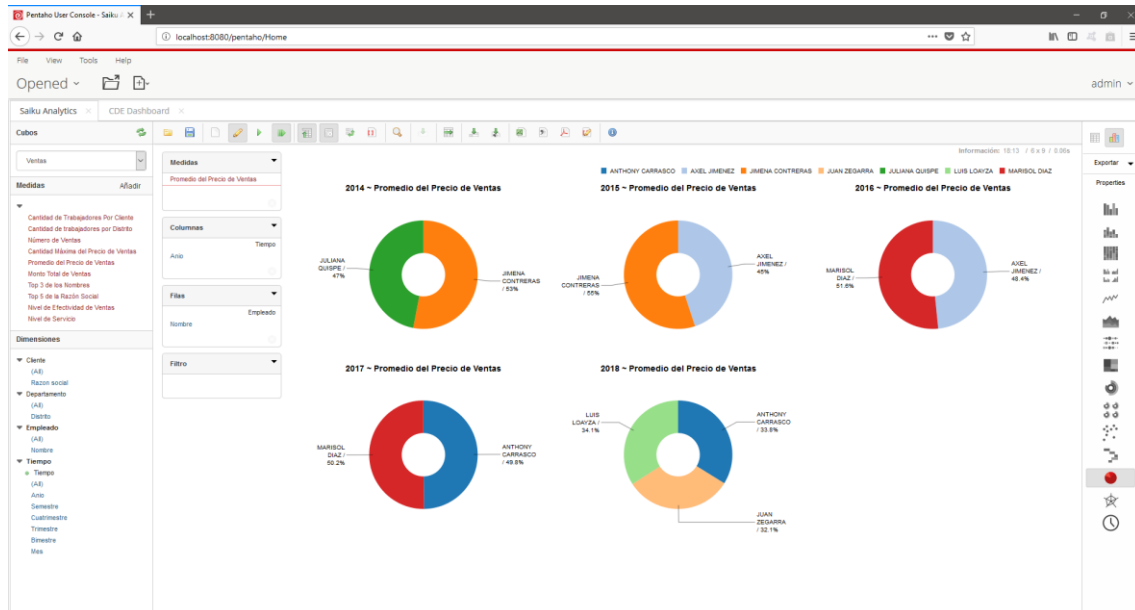 Pentaho User Console - Saiku A
localhost:8080/pentaho/Home
File View Tools Help
Opened
admin
Saiku Analytics
CDE Dashboard
Cubos
Ventas
Medidas
Añadir
Cantidad de Trabajadores Por Cliente
Cantidad de trabajadores por Distrito
Número de Ventas
Cantidad Máxima del Precio de Ventas
Promedio del Precio de Ventas
Monto Total de Ventas
Top 3 de los Nombres
Top 5 de la Razón Social
Nivel de Efectividad de Ventas
Nivel de Servicio
Dimensiones
Cliente
(All)
Razon social
Departamento
(All)
Distrito
Empleado
(All)
Nombre
Tiempo
Tiempo
(All)
Anio
Semestre
Cuatrimestre
Trimestre
Bimestre
Mes
Medidas
Promedio del Precio de Ventas
Columnas
Tiempo
Anio
Filas
Empleado
Nombre
Filtro
Información: 18:13 / 6 x 9 / 0.06s
ANTHONY CARRASCO AXEL JIMENEZ JIMENA CONTRERAS JUAN ZEGARRA JULIANA QUISPE LUIS LOAYZA MARISOL DIAZ
2014 ~ Promedio del Precio de Ventas
JULIANA
QUISPE /
47%
JIMENA
CONTRERAS
/ 53%
2015 ~ Promedio del Precio de Ventas
JIMENA
CONTRERAS
/ 55%
AXEL
JIMENEZ /
45%
2016 ~ Promedio del Precio de Ventas
MARISOL
DIAZ /
51.6%
AXEL
JIMENEZ /
48.4%
2017 ~ Promedio del Precio de Ventas
MARISOL
DIAZ /
50.2%
ANTHONY
CARRASCO
/ 49.8%
2018 ~ Promedio del Precio de Ventas
LUIS
LOAYZA /
34.1%
ANTHONY
CARRASCO
/ 33.8%
JUAN
ZEGARRA
/ 32.1%
Exportar
Properties